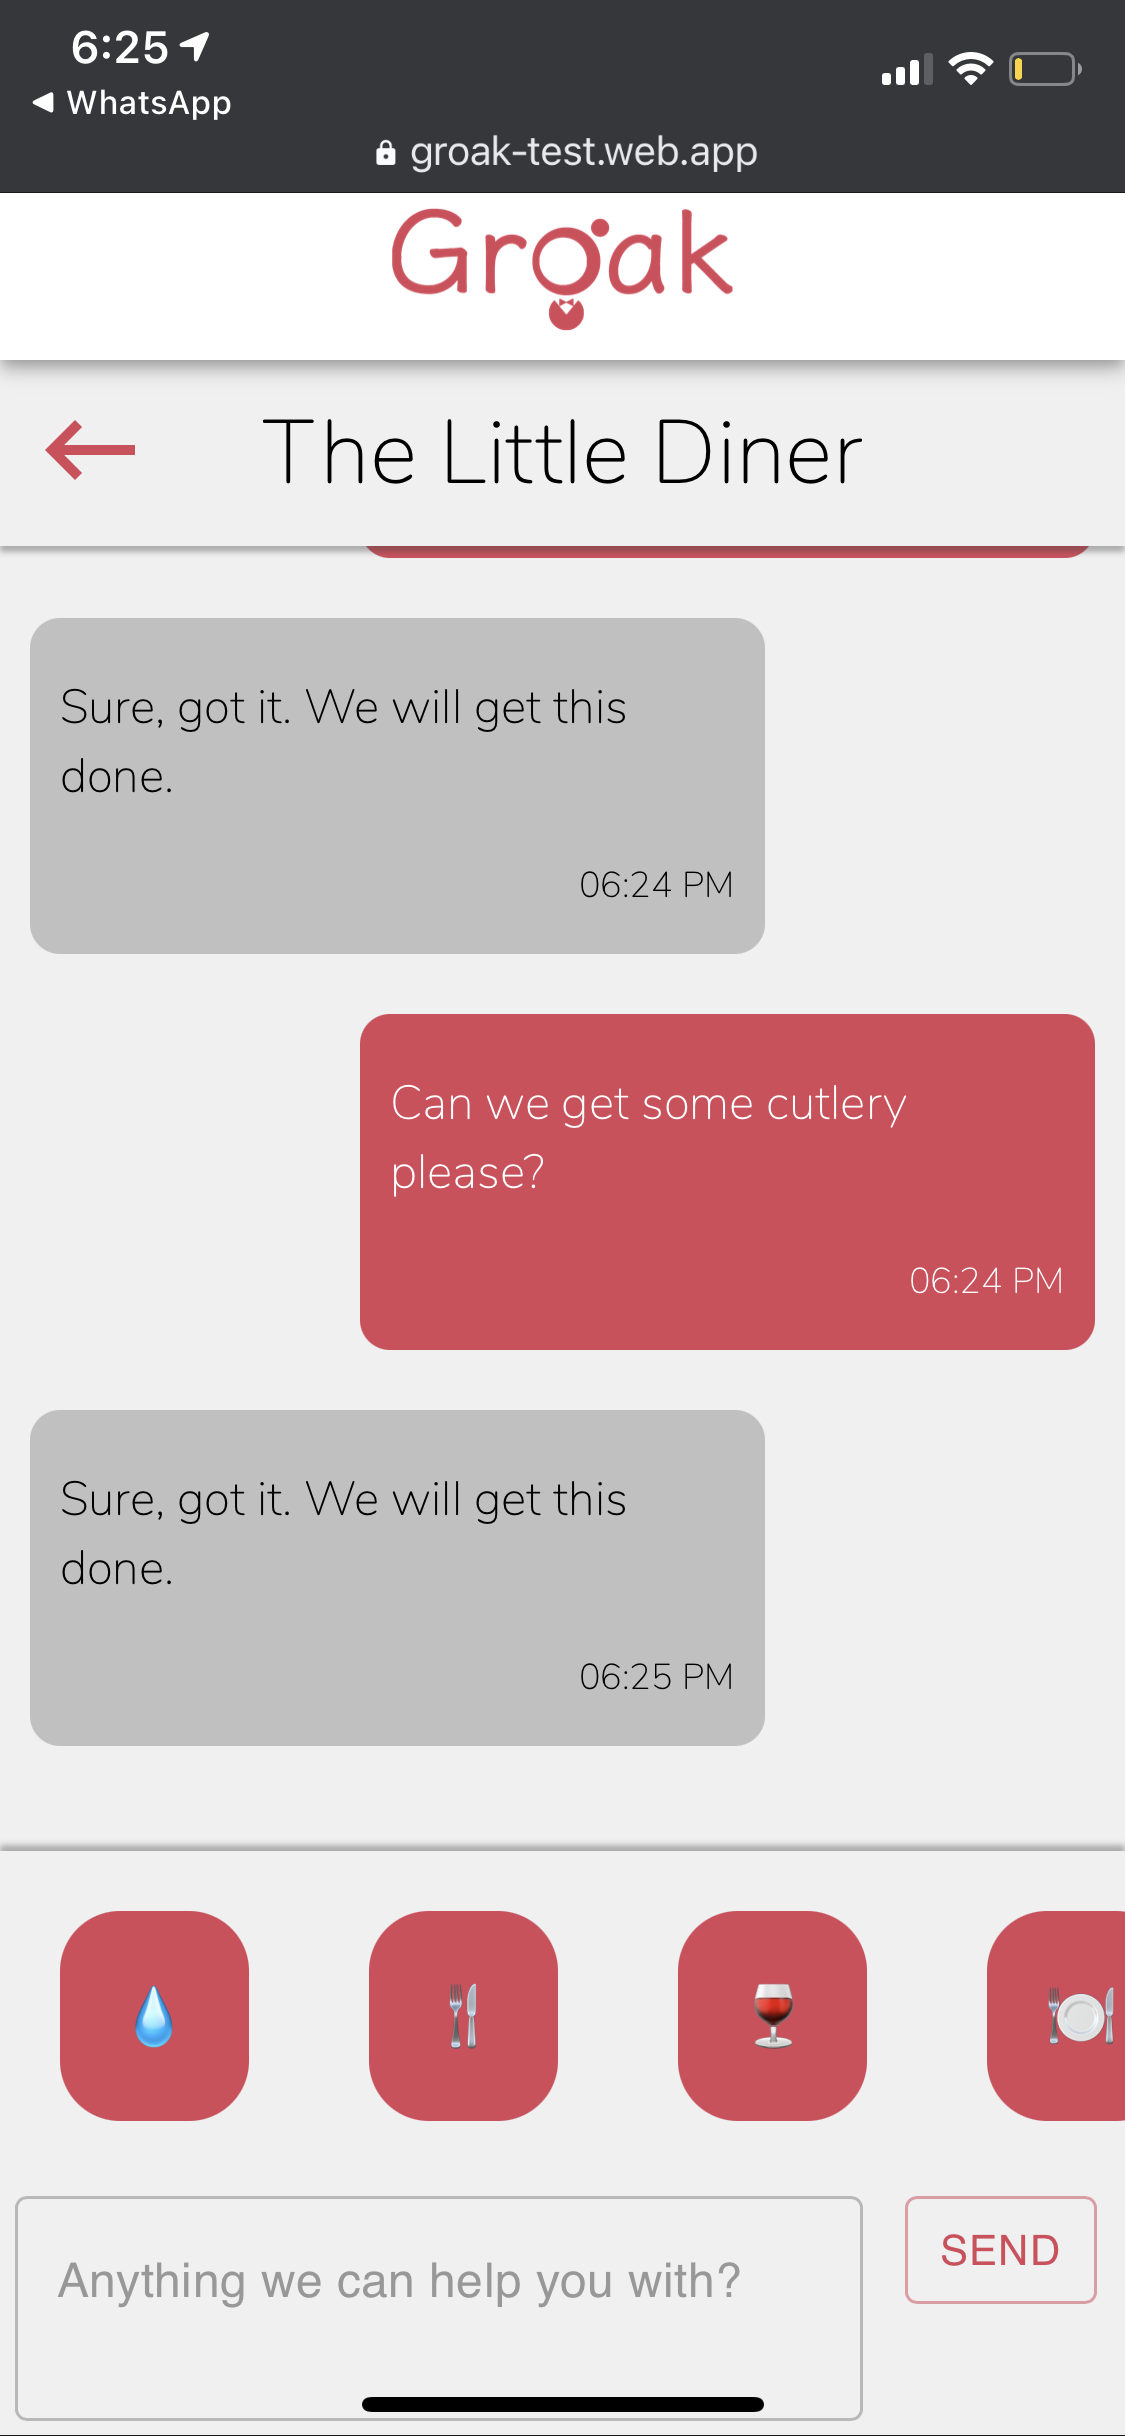 6:25
WhatsApp
groak-test.web.app
Groak
The Little Diner
Sure, got it. We will get this
done.
06:24 PM
Can we get some cutlery
please?
06:24 PM
Sure, got it. We will get this
done.
06:25 PM
Anything we can help you with?
SEND